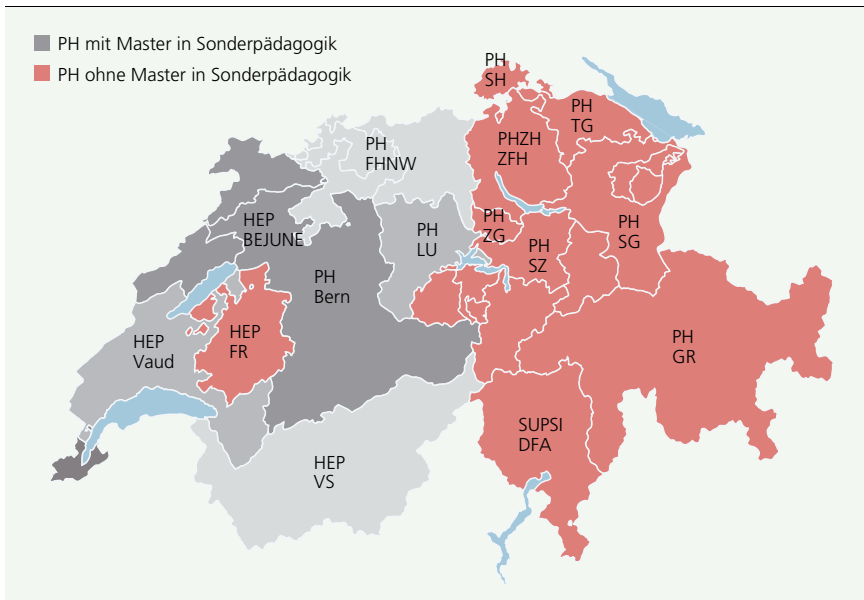 PH mit Master in Sonderpädagogik
PH ohne Master in Sonderpädagogik
PH
SH
PH
TG
PHZH
ZFH
PH
FHNW
HEP
BEJUNE
PH
LU
PH
ZG
PH
SZ
PH
SG
PH
Bern
HEP
FR
HEP
Vaud
PH
GR
SUPSI
DFA
HEP
VS